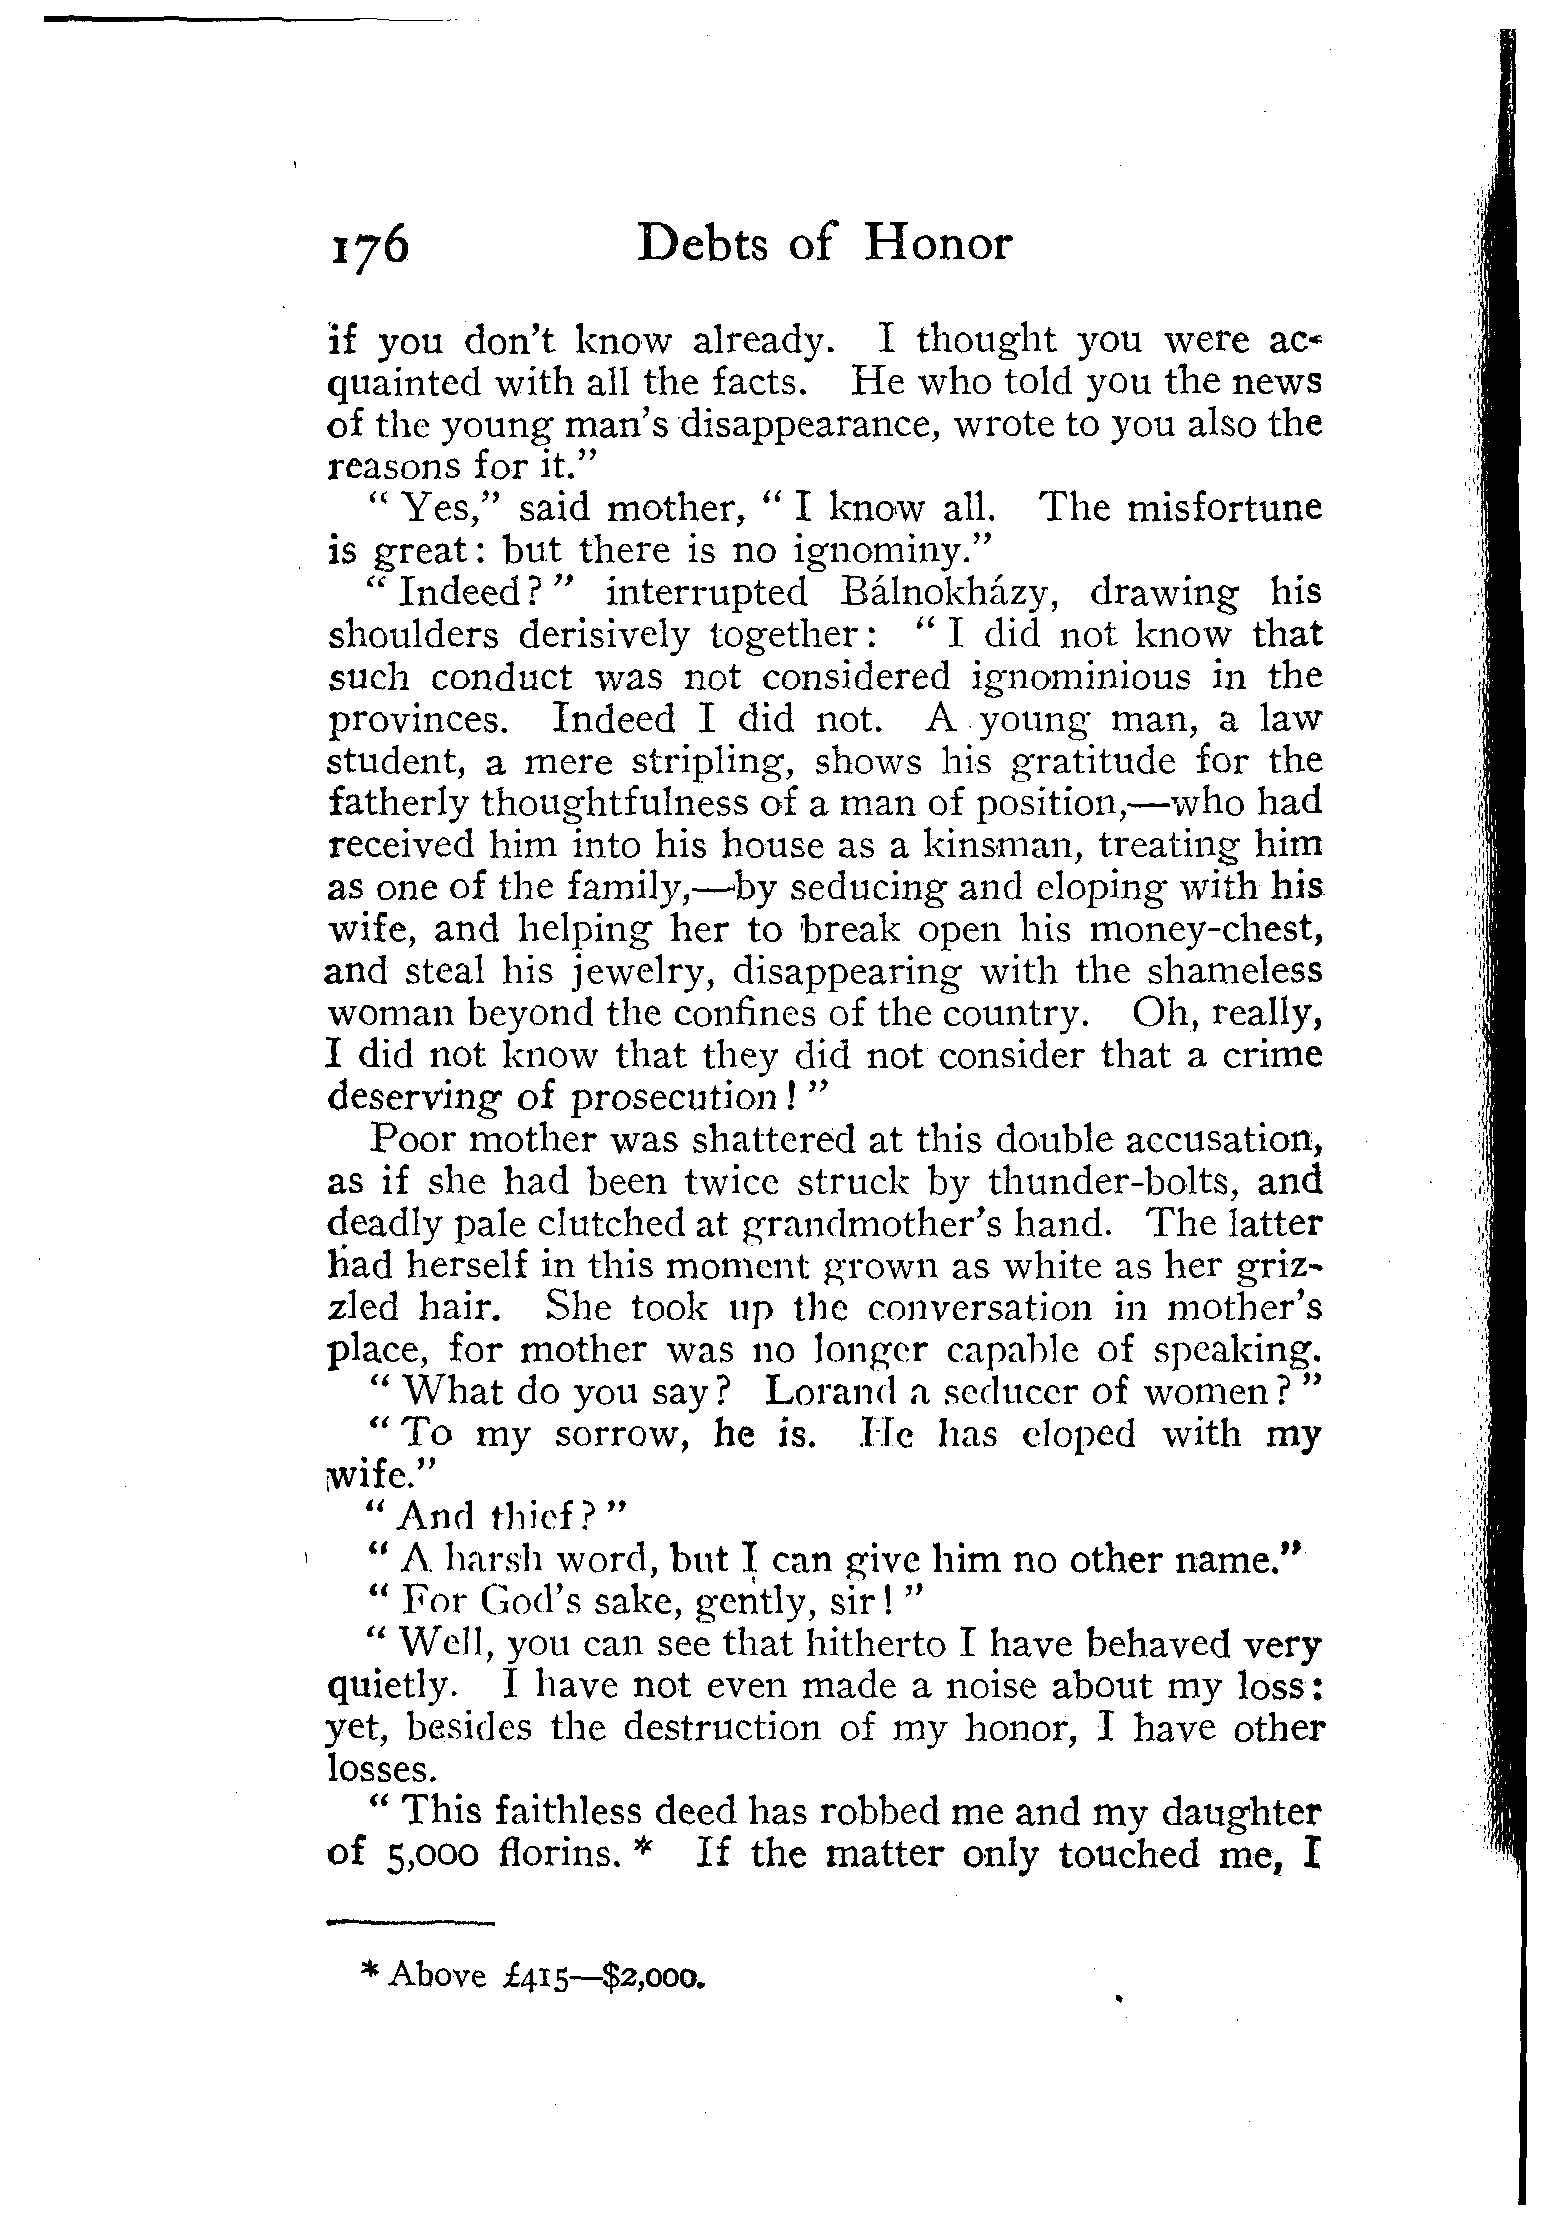 176 Debts of Honor
if you don't know already. I thought you were ac-
quainted with all the facts. He who told you the news
of the young man's disappearance, wrote to you also the
reasons for it."
" Yes," said mother, " I know all. The misfortune
is great: but there is no ignominy."
" Indeed? " interrupted Bálnokházy, drawing his
shoulders derisively together: " I did not know that
such conduct was not considered ignominious in the
provinces. Indeed I did not. A young man, a law
student, a mere stripling, shows his gratitude for the
fatherly thoughtfulness of a man of position,—who had
received him into his house as a kinsman, treating him
as one of the family,—by seducing and eloping with his
wife, and helping her to break open his money-chest,
and steal his jewelry, disappearing with the shameless
woman beyond the confines of the country. Oh, really,
I did not know that they did not consider that a crime
deserving of prosecution! "
Poor mother was shattered at this double accusation,
as if she had been twice struck by thunder-bolts, and
deadly pale clutched at grandmother's hand. The latter
had herself in this moment grown as white as her griz-
zled hair. She took up the conversation in mother's
place, for mother was no longer capable of speaking.
" What do you say? Lorand a seducer of women? "
" To my sorrow, he is. He has eloped with my
wife."
" And thief? "
" A harsh word, but I can give him no other name."
" For God's sake, gently, sir! "
" Well, you can see that hitherto I have behaved very
quietly. I have not even made a noise about my loss:
yet, besides the destruction of my honor, I have other
losses.
" This faithless deed has robbed me and my daughter
of 5,000 florins. * If the matter only touched me, I
* Above £415—$2,000.